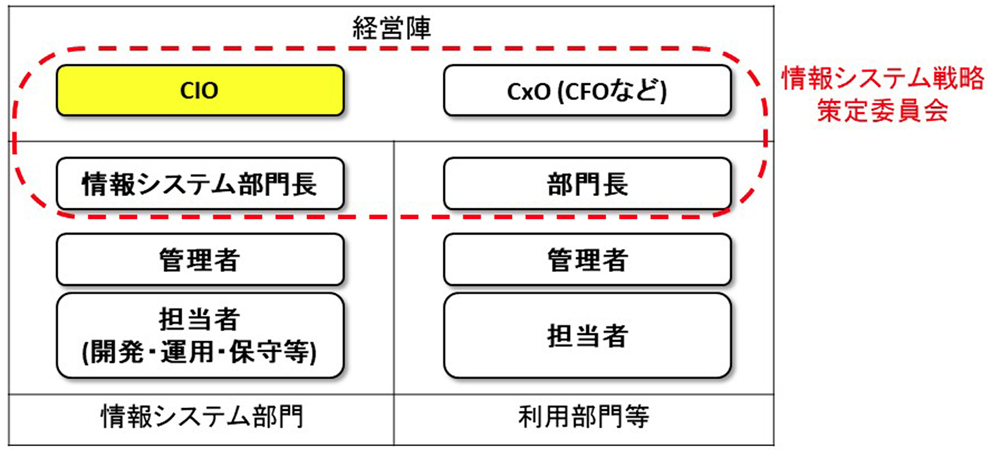 経営陣
CIO
CxO (CFOなど)
情報システム戦略
策定委員会
情報システム部門長
部門長
管理者
管理者
担当者
(開発・運用・保守等)
担当者
情報システム部門
利用部門等